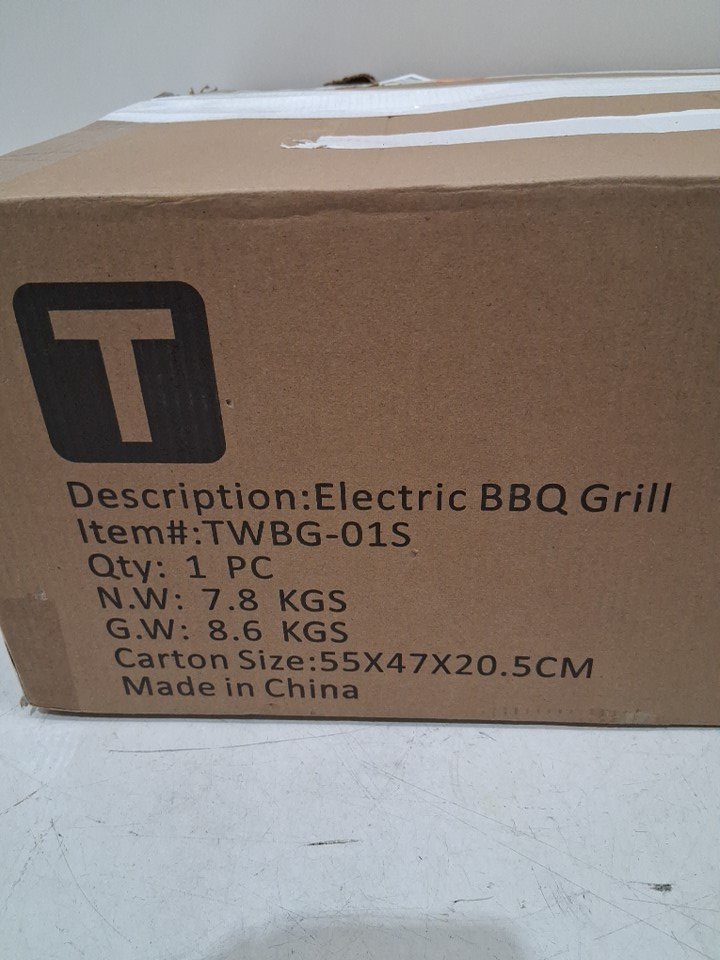 T
Description:Electric BBQ Grill
Item#:TWBG-01S
Qty: 1 PC
N.W: 7.8 KGS
G.W: 8.6 KGS
Carton Size:55X47X20.5CM
Made in China